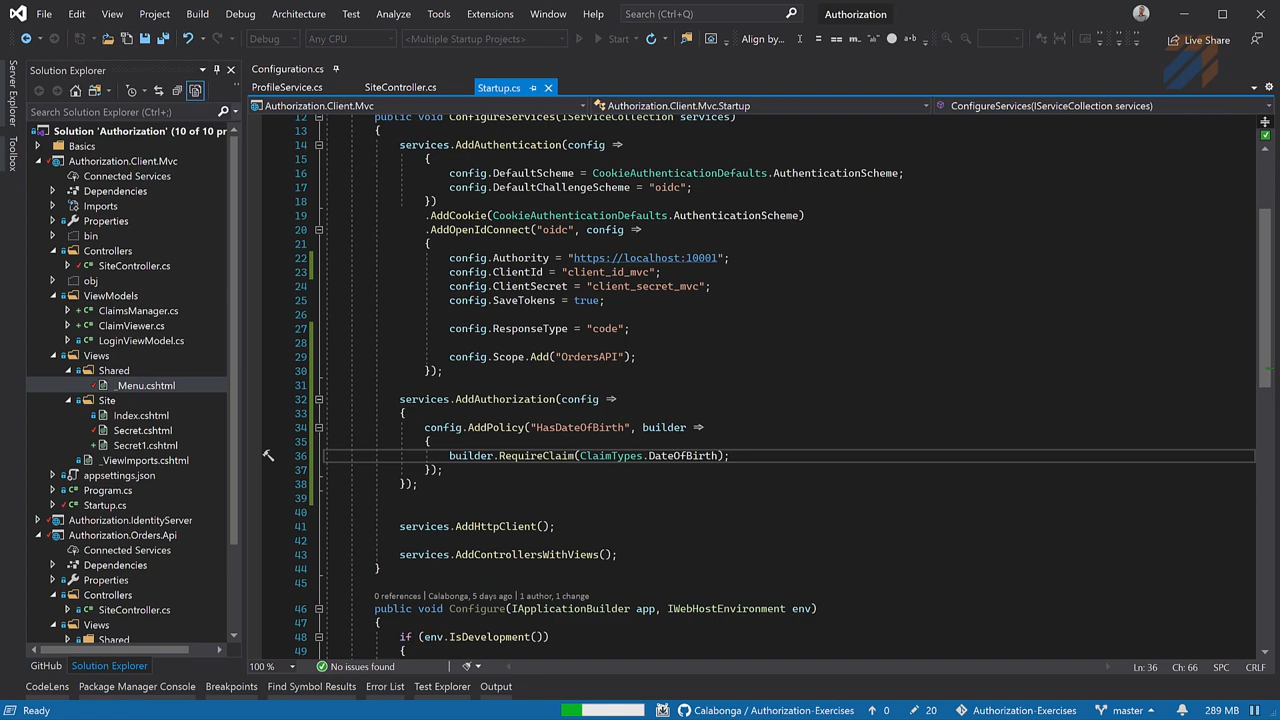 File Edit View Project Build Debug Architecture Test Analyze Tools Extensions Window Help Search (Ctrl+;) Authorization
Debug Any CPU <Multiple Startup Projects> Start Align by... Live Share
Server Explorer
Toolbox
Solution Explorer
Search Solution Explorer (Ctrl+;)
Solution 'Authorization' (10 of 10 pr
Basics
Authorization.Client.Mvc
Connected Services
Dependencies
Imports
Properties
bin
Controllers
SiteController.cs
obj
ViewModels
ClaimsManager.cs
ClaimViewer.cs
LoginViewModel.cs
Views
Shared
_Menu.cshtml
Site
Index.cshtml
Secret.cshtml
Secret1.cshtml
_ViewImports.cshtml
appsettings.json
Program.cs
Startup.cs
Authorization.IdentityServer
Authorization.Orders.Api
Connected Services
Dependencies
Properties
Controllers
SiteController.cs
Views
Shared
GitHub Solution Explorer
Configuration.cs
ProfileService.cs SiteController.cs Startup.cs
Authorization.Client.Mvc Authorization.Client.Mvc.Startup ConfigureServices(IServiceCollection services)
12 public void ConfigureServices(IServiceCollection services)
13 {
14 services.AddAuthentication(config =>
15 {
16 config.DefaultScheme = CookieAuthenticationDefaults.AuthenticationScheme;
17 config.DefaultChallengeScheme = "oidc";
18 })
19 .AddCookie(CookieAuthenticationDefaults.AuthenticationScheme)
20 .AddOpenIdConnect("oidc", config =>
21 {
22 config.Authority = "https://localhost:10001";
23 config.ClientId = "client_id_mvc";
24 config.ClientSecret = "client_secret_mvc";
25 config.SaveTokens = true;
26
27 config.ResponseType = "code";
28
29 config.Scope.Add("OrdersAPI");
30 });
31
32 services.AddAuthorization(config =>
33 {
34 config.AddPolicy("HasDateOfBirth", builder =>
35 {
36 builder.RequireClaim(ClaimTypes.DateOfBirth);
37 });
38 });
39
40
41 services.AddHttpClient();
42
43 services.AddControllersWithViews();
44 }
45
0 references | Calabonga, 5 days ago | 1 author, 1 change
46 public void Configure(IApplicationBuilder app, IWebHostEnvironment env)
47 {
48 if (env.IsDevelopment())
49 {
100 % No issues found Ln: 36 Ch: 66 SPC CRLF
CodeLens Package Manager Console Breakpoints Find Symbol Results Error List Test Explorer Output
Ready Calabonga / Authorization-Exercises 0 20 Authorization-Exercises master 289 MB